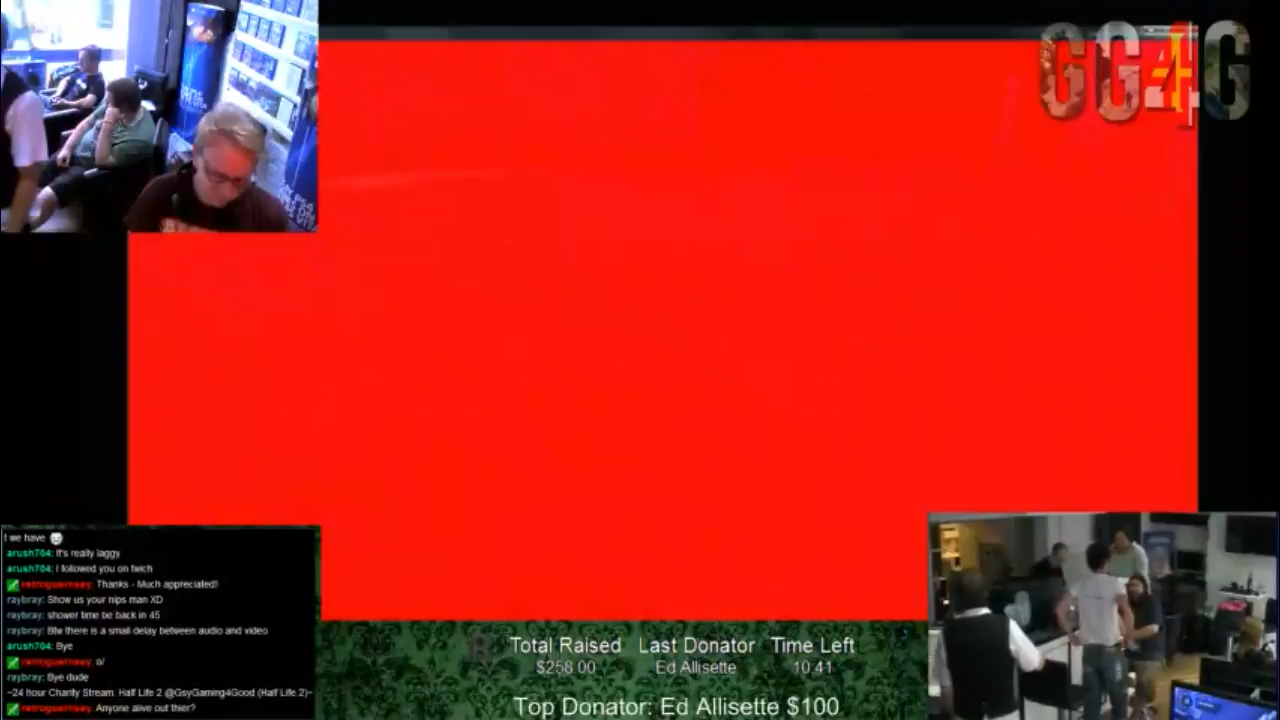 GG4G
I we have
arush704: It's really laggy
arush704: I followed you on twich
retroguernsey: Thanks - Much appreciated!
raybray: Show us your nips man XD
raybray: shower time be back in 45
raybray: Btw there is a small delay between audio and video
arush704: Bye
retroguernsey: o/
raybray: Bye dude
~24 hour Charity Stream: Half Life 2 @GsyGaming4Good (Half Life 2)~
retroguernsey: Anyone alive out thier?
Total Raised Last Donator Time Left
$258.00 Ed Allisette 10:41
Top Donator: Ed Allisette $100